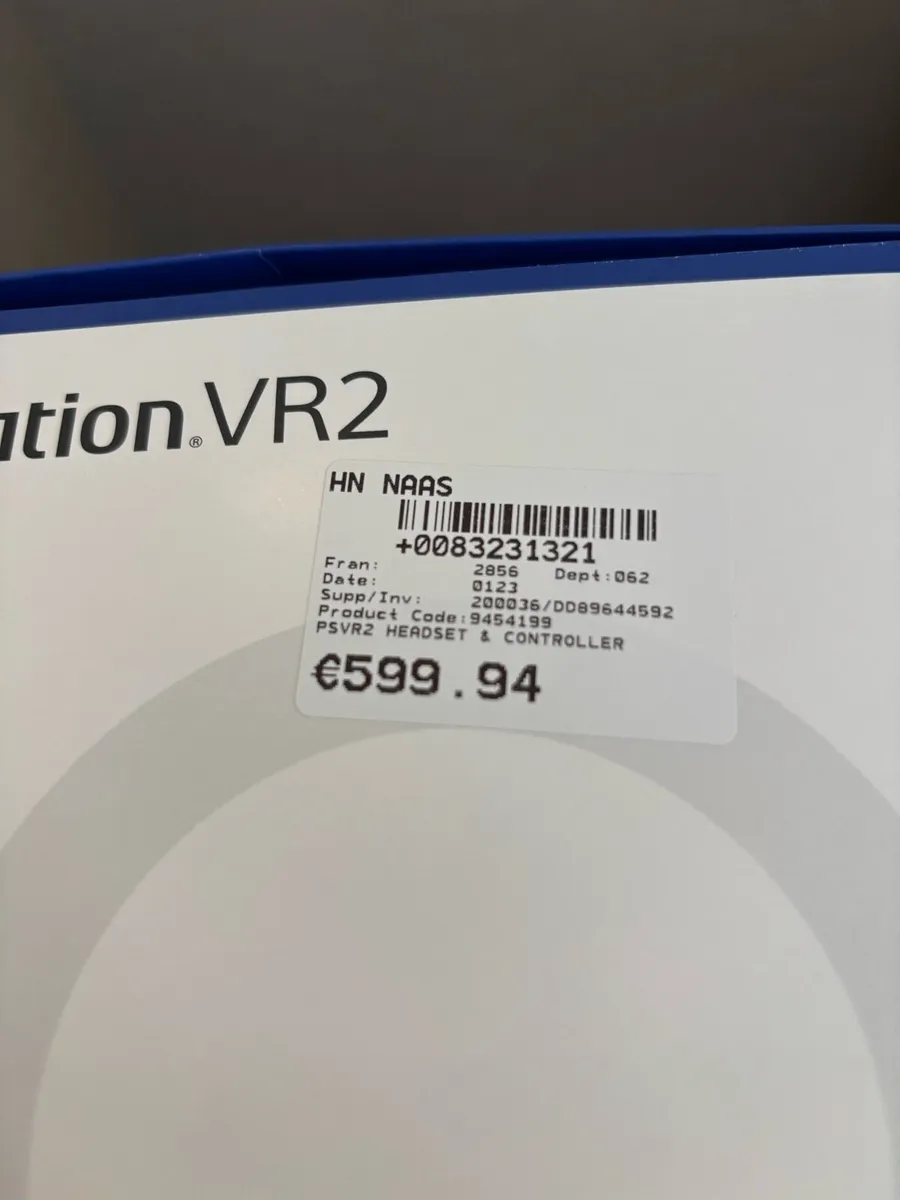 ation® VR2
HN NAAS
+0083231321
Fran: 2856 Dept:062
Date: 0123
Supp/Inv: 200036/DD89644592
Product Code:9454199
PSVR2 HEADSET & CONTROLLER
€599.94